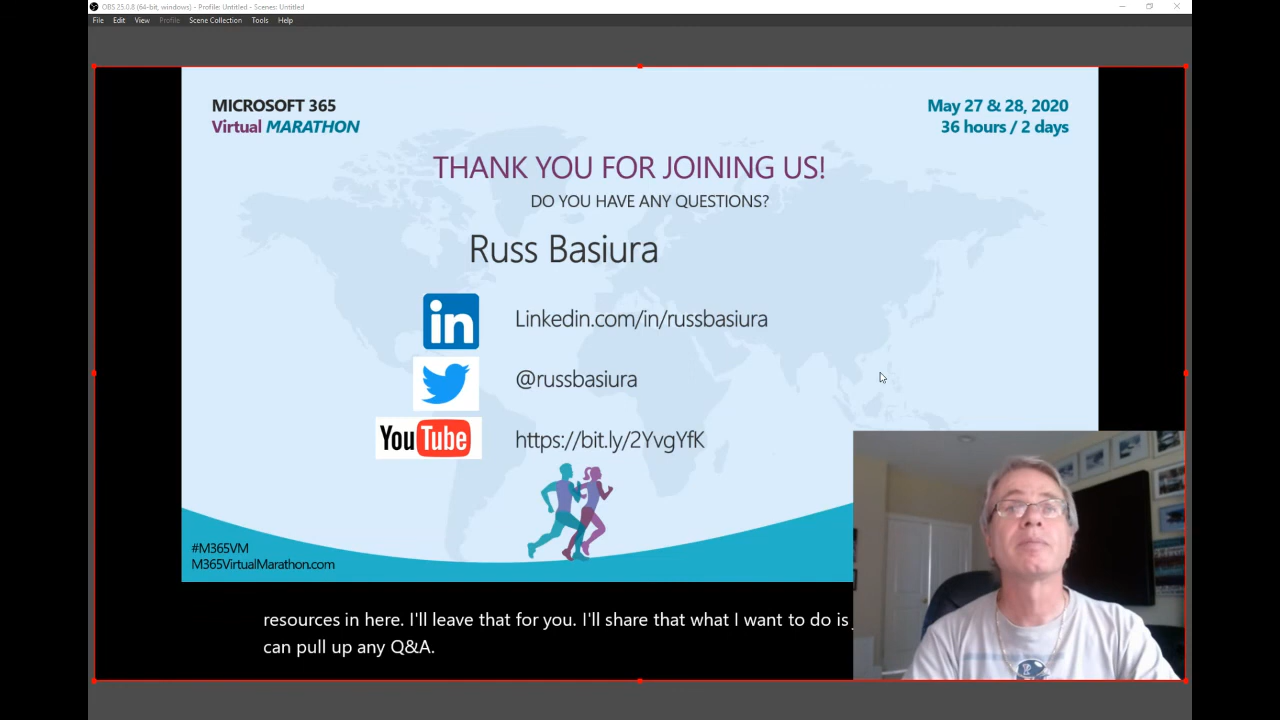 OBS 25.0.8 (64-bit, windows) - Profile: Untitled - Scenes: Untitled
File Edit View Profile Scene Collection Tools Help
MICROSOFT 365
Virtual MARATHON
May 27 & 28, 2020
36 hours / 2 days
THANK YOU FOR JOINING US!
DO YOU HAVE ANY QUESTIONS?
Russ Basiura
in
Linkedin.com/in/russbasiura
@russbasiura
YouTube
https://bit.ly/2YvgYfK
#M365VM
M365VirtualMarathon.com
resources in here. I'll leave that for you. I'll share that what I want to do is
can pull up any Q&A.